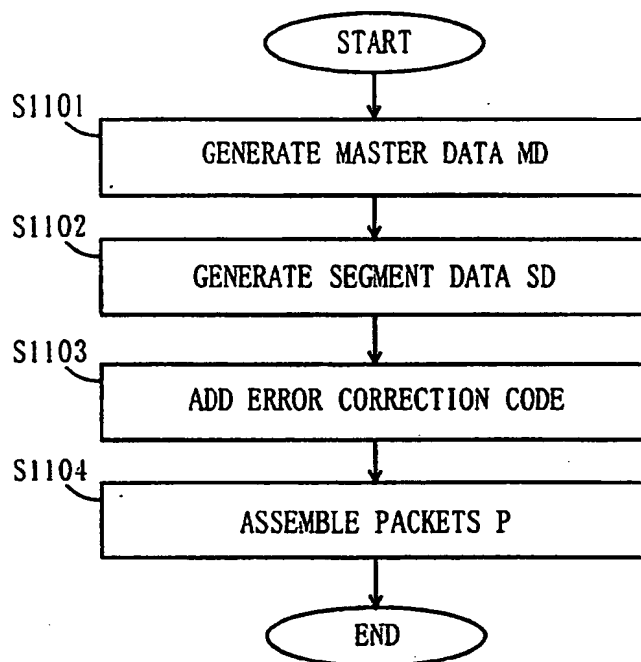 START
S1101
GENERATE MASTER DATA MD
S1102
GENERATE SEGMENT DATA SD
S1103
ADD ERROR CORRECTION CODE
S1104
ASSEMBLE PACKETS P
END